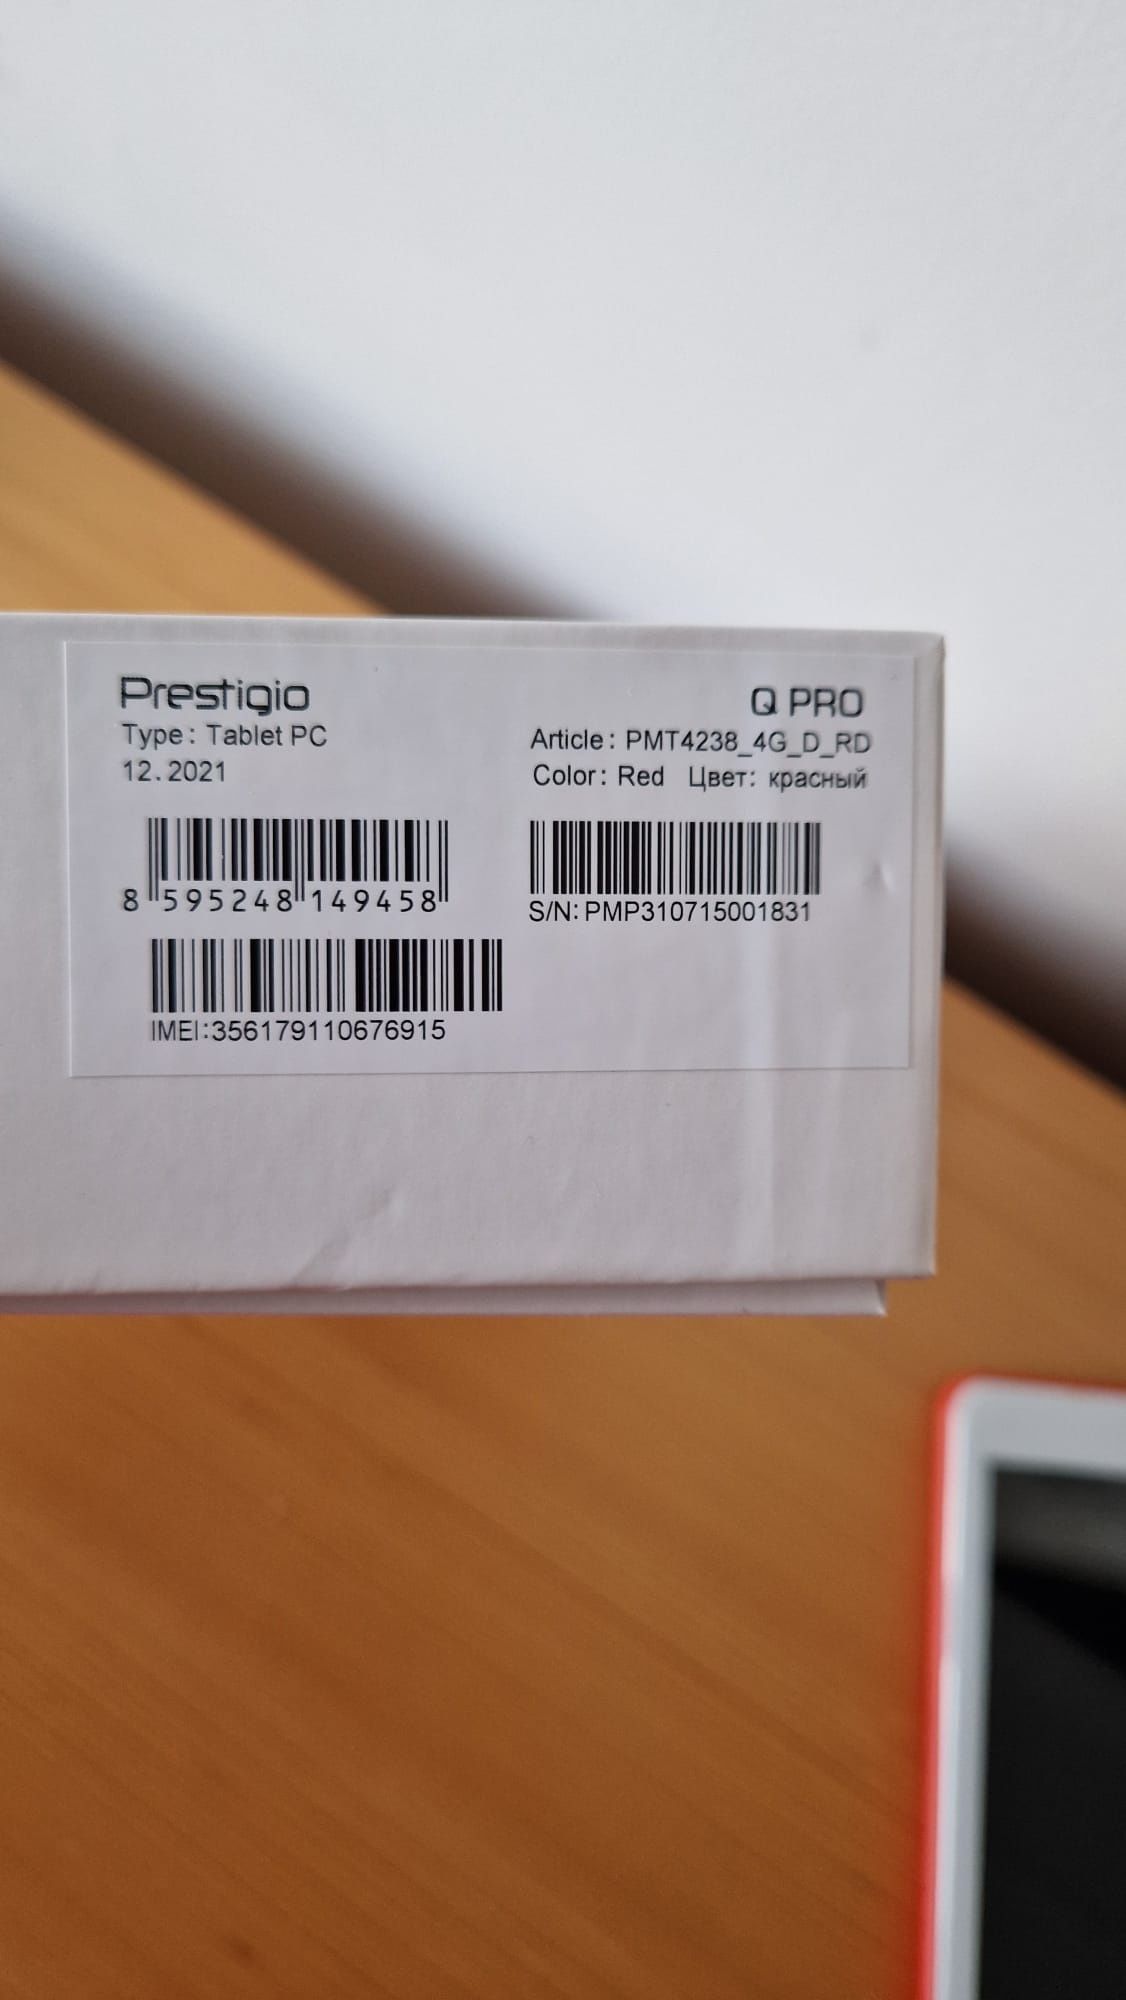 Prestigio
Type: Tablet PC
12.2021
Q PRO
Article: PMT4238_4G_D_RD
Color: Red Цвет: красный
8 595248 149458
S/N: PMP310715001831
IMEI:356179110676915